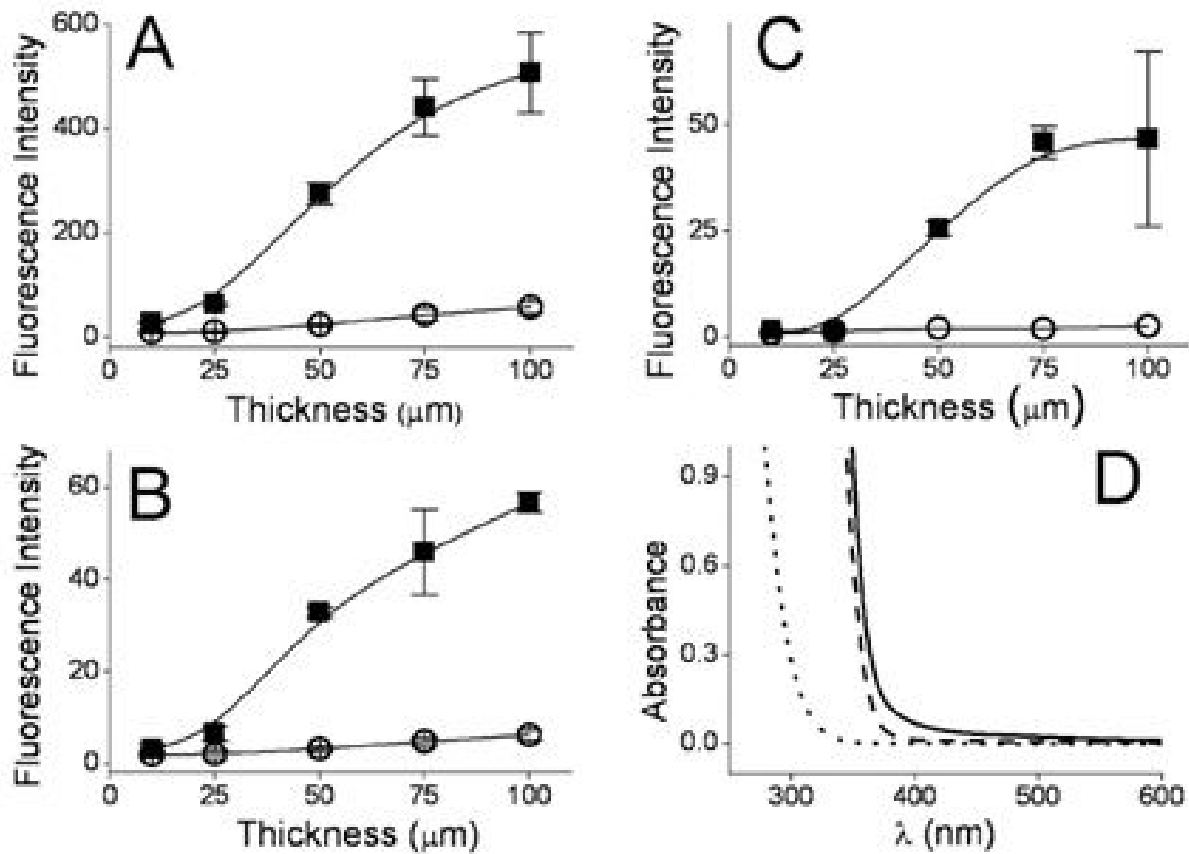 A
Fluorescence Intensity
600
400
200
0
0 25 50 75 100
Thickness (μm)
C
Fluorescence Intensity
50
25
0
0 25 50 75 100
Thickness (μm)
B
Fluorescence Intensity
60
40
20
0
0 25 50 75 100
Thickness (μm)
D
Absorbance
0.9
0.6
0.3
0.0
300 400 500 600
λ (nm)